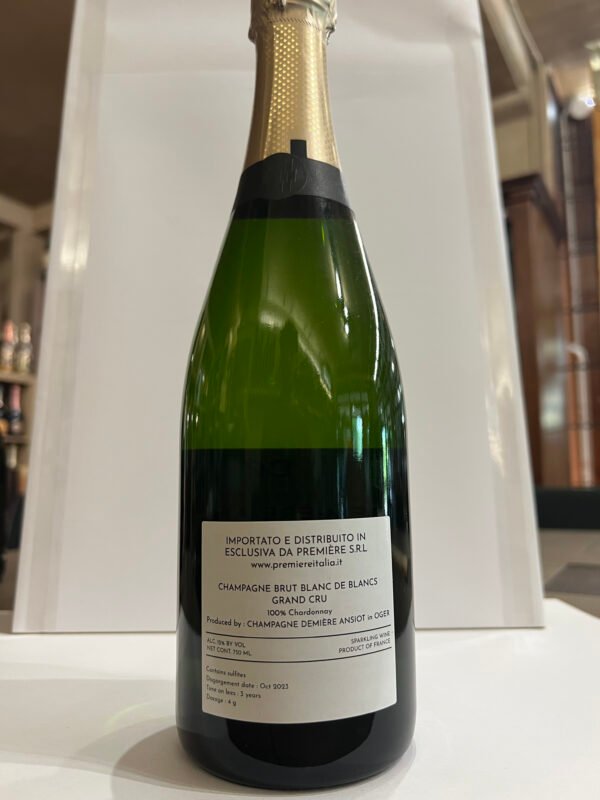 IMPORTATO E DISTRIBUITO IN
ESCLUSIVA DA PREMIÈRE S.R.L
www.premiereitalia.it
CHAMPAGNE BRUT BLANC DE BLANCS
GRAND CRU
100% Chardonnay
Produced by : CHAMPAGNE DEMIÈRE ANSIOT in OGER
ALC. 12% BY VOL
NET CONT. 750 ML
SPARKLING WINE -
PRODUCT OF FRANCE
Contains sulfites
Disgorgement date : Oct 2023
Time on lees : 3 years
Dosage : 4 g